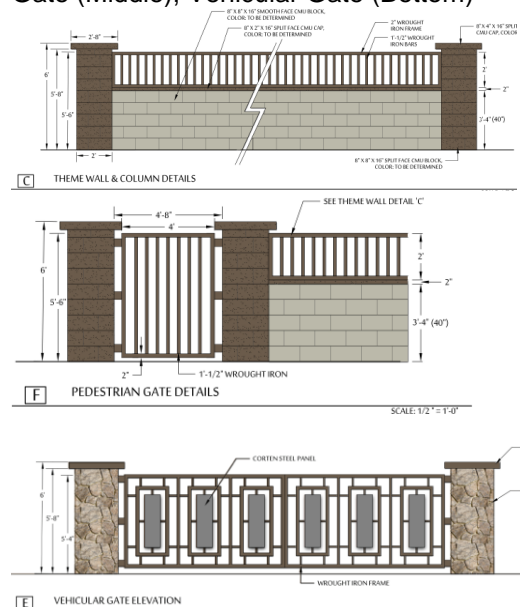 Gate (Middle), Vehicular Gate (Bottom)
8" X 8" X 16" SMOOTH FACE CMU BLOCK,
COLOR: TO BE DETERMINED
8" X 2" X 16" SPLIT FACE CMU CAP,
COLOR: TO BE DETERMINED
2" WROUGHT
IRON FRAME
1'-1/2" WROUGHT
IRON BARS
8" X 4" X 16" SPLIT
CMU CAP, COLOR
2'-8"
6'
5'-8"
5'-6"
2'
2'
2"
3'-4" (40")
8" X 8" X 16" SPLIT FACE CMU BLOCK,
COLOR: TO BE DETERMINED
C THEME WALL & COLUMN DETAILS
SEE THEME WALL DETAIL 'C'
4'-8"
4'
6'
5'-6"
2'
2"
3'-4" (40")
2"
1'-1/2" WROUGHT IRON
F PEDESTRIAN GATE DETAILS
SCALE: 1/2 " = 1'-0"
CORTEN STEEL PANEL
6'
5'-8"
5'-4"
WROUGHT IRON FRAME
E VEHICULAR GATE ELEVATION